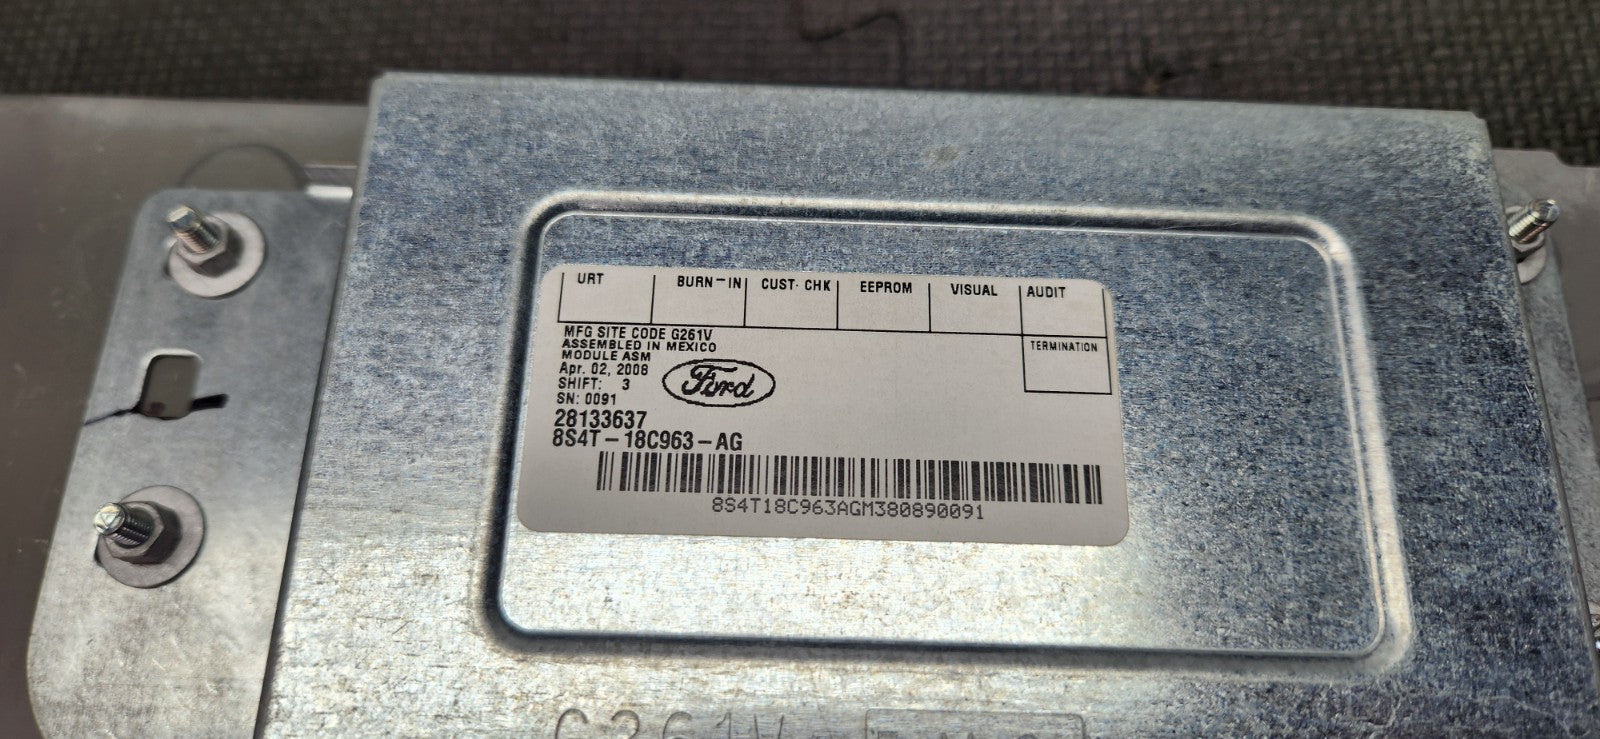 URT BURN-IN CUST. CHK EEPROM VISUAL AUDIT
TERMINATION
MFG SITE CODE G261V
ASSEMBLED IN MEXICO
MODULE ASM
Apr. 02, 2008
SHIFT: 3
SN: 0091
Ford
28133637
8S4T-18C963-AG
8S4T18C963AGM380890091